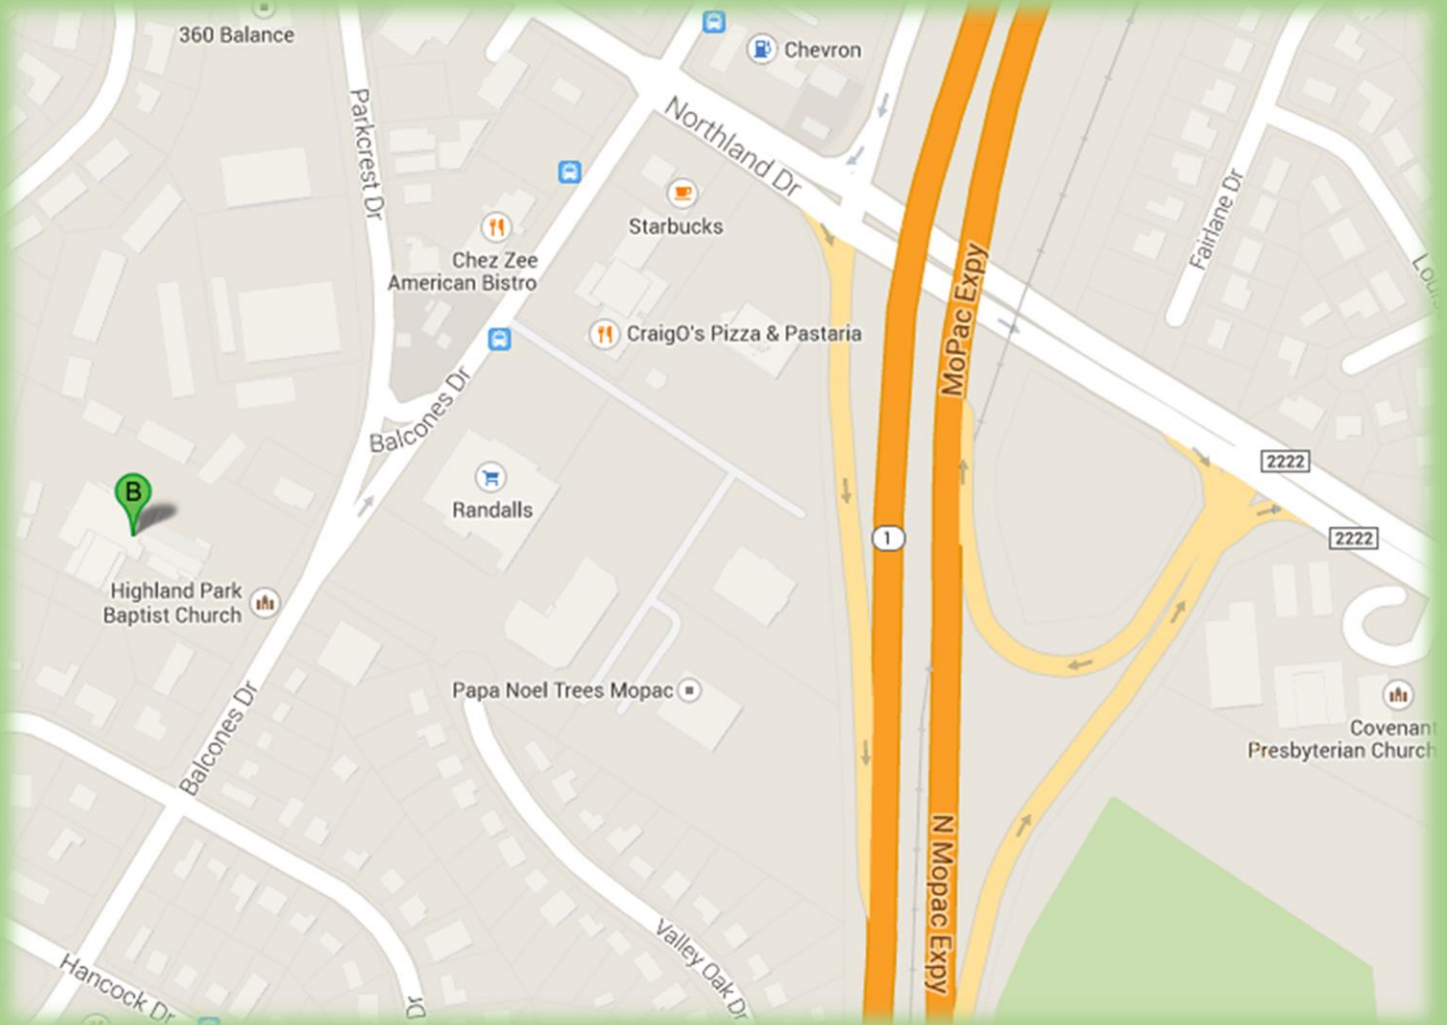 360 Balance
Chevron
Parkcrest Dr
Northland Dr
Starbucks
Fairlane Dr
Chez Zee
American Bistro
CraigO's Pizza & Pastaria
MoPac Expy
Balcones Dr
2222
B
Randalls
1
2222
Highland Park
Baptist Church
Papa Noel Trees Mopac
Covenant
Presbyterian Church
Balcones Dr
N Mopac Expy
Valley Oak Dr
Hancock Dr
Dr